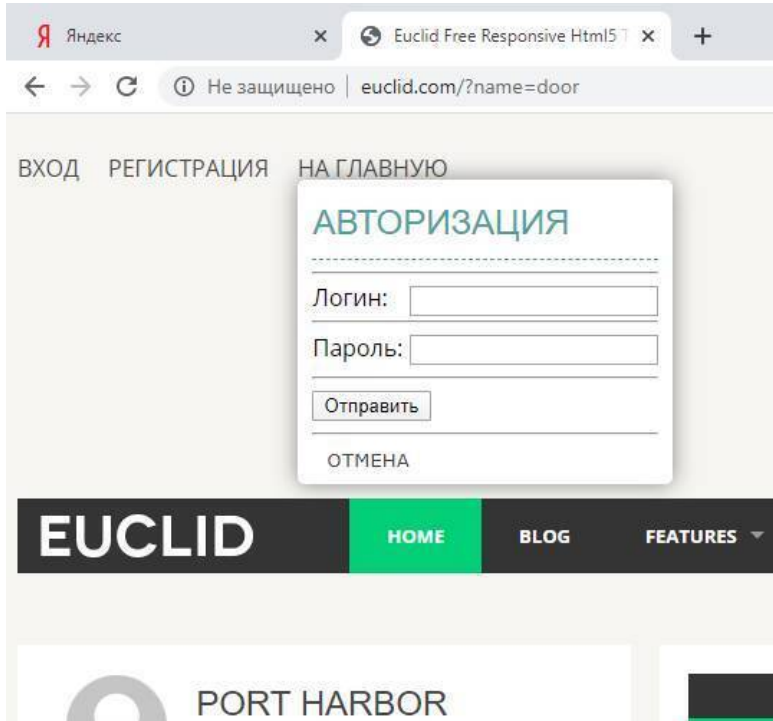 Я Яндекс
Euclid Free Responsive Html5 T
Не защищено | euclid.com/?name=door
ВХОД РЕГИСТРАЦИЯ НА ГЛАВНУЮ
АВТОРИЗАЦИЯ
Логин:
Пароль:
Отправить
ОТМЕНА
EUCLID HOME BLOG FEATURES
PORT HARBOR